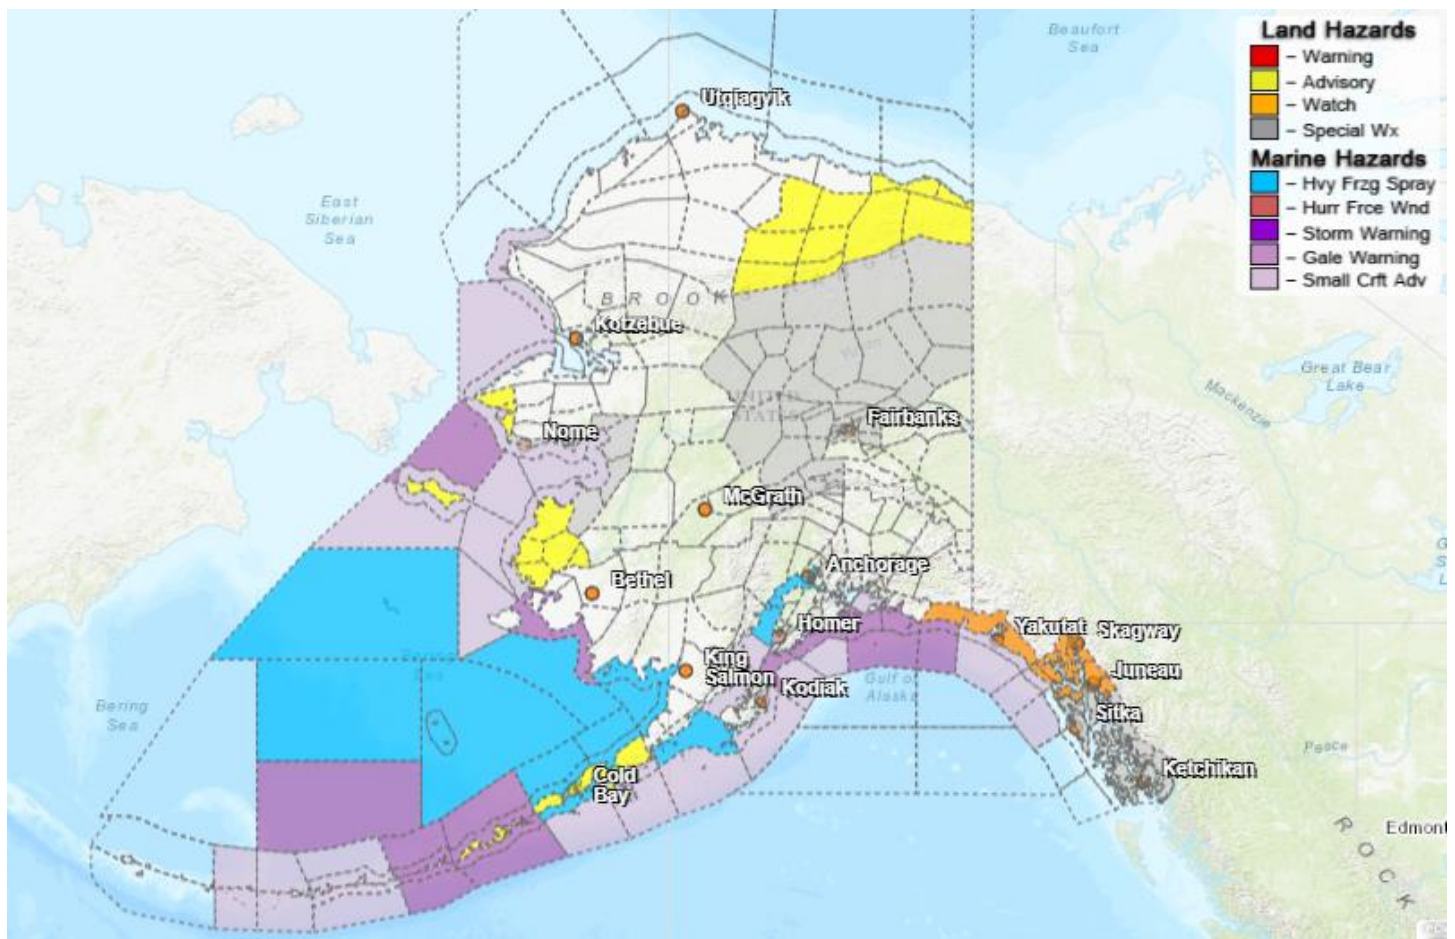 Beaufort
Sea
Land Hazards
– Warning
– Advisory
– Watch
– Special Wx
Marine Hazards
– Hvy Frzg Spray
– Hurr Frce Wnd
– Storm Warning
– Gale Warning
– Small Crft Adv
Utqiagvik
East
Siberian
Sea
BROOK
Kotzebue
Great Bear
Lake
Mackenzie
UNITED
STATES
Nome
Fairbanks
McGrath
Anchorage
Bethel
Homer
Yakutat
Skagway
King
Salmon
Kodiak
Juneau
Gulf of
Alaska
Bering
Sea
Sitka
Peace
Cold
Bay
Ketchikan
Edmont
ROCK